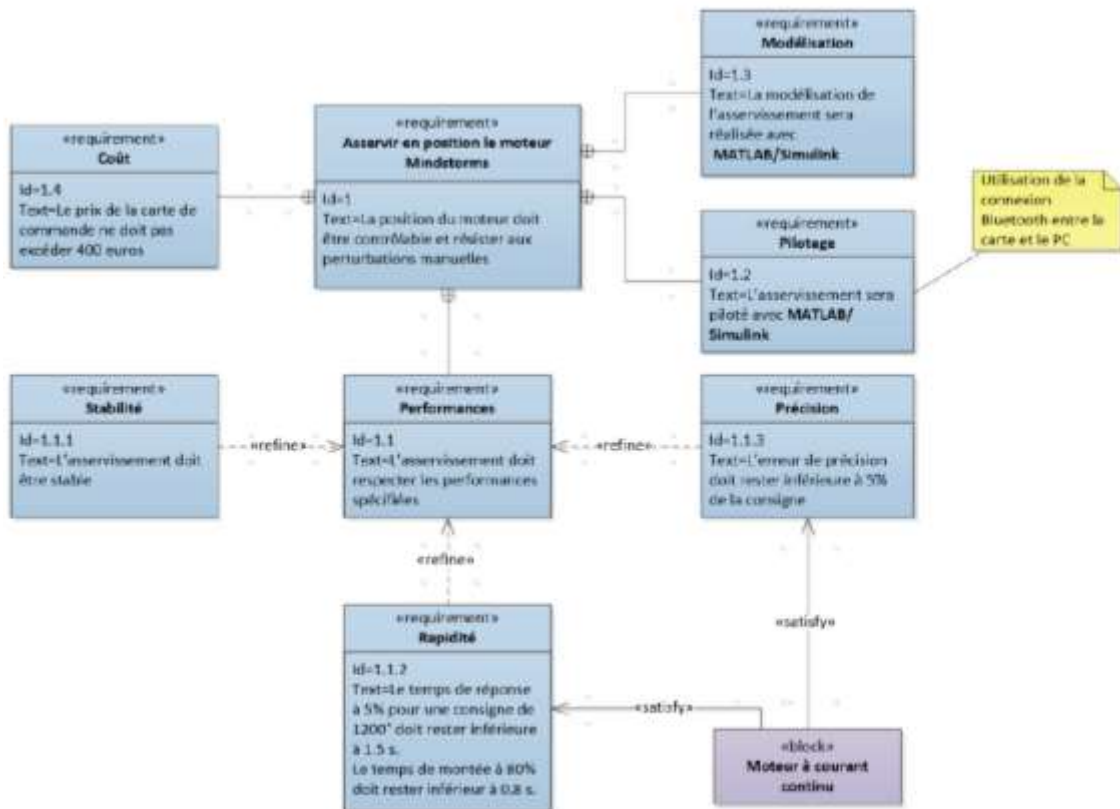 «requirement»
Modélisation
Id=1.3
Text=La modélisation de
l'asservissement sera
réalisée avec
MATLAB/Simulink
«requirement»
Asservir en position le moteur
Mindstorms
Id=1
Text=La position du moteur doit
être contrôlable et résister aux
perturbations manuelles
«requirement»
Coût
Id=1.4
Text=Le prix de la carte de
commande ne doit pas
excéder 400 euros
Utilisation de la
connexion
Bluetooth entre la
carte et le PC
«requirement»
Pilotage
Id=1.2
Text=L'asservissement sera
piloté avec MATLAB/
Simulink
«requirement»
Stabilité
Id=1.1.1
Text=L'asservissement doit
être stable
«refine»
«requirement»
Performances
Id=1.1
Text=L'asservissement doit
respecter les performances
spécifiées
«refine»
«requirement»
Précision
Id=1.1.3
Text=L'erreur de précision
doit rester inférieure à 5%
de la consigne
«refine»
«satisfy»
«requirement»
Rapidité
Id=1.1.2
Text=Le temps de réponse
à 5% pour une consigne de
1200° doit rester inférieure
à 1.5 s.
Le temps de montée à 80%
doit rester inférieur à 0.8 s.
«satisfy»
«block»
Moteur à courant
continu